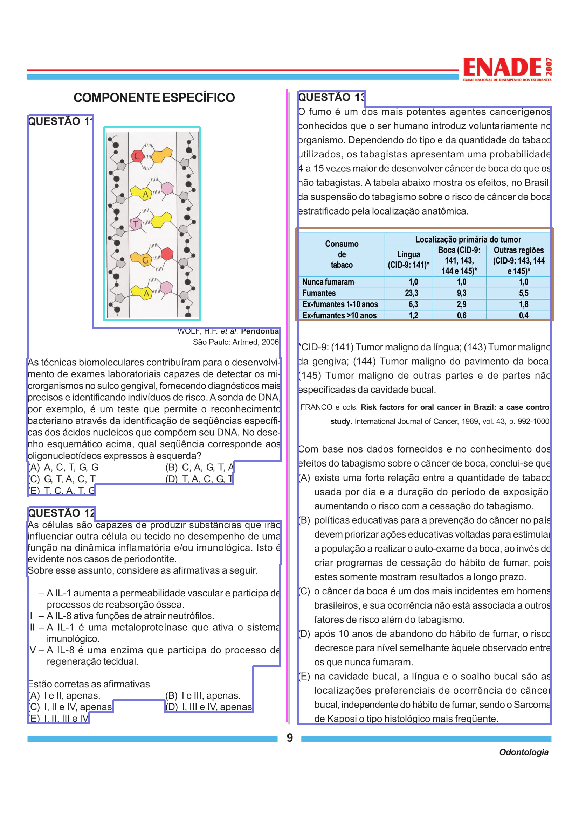 ENADE 2007
EXAME NACIONAL DE DESEMPENHO DOS ESTUDANTES
COMPONENTE ESPECÍFICO
QUESTÃO 11
C
G
A
T
G
A
WOLF, H.F. et al. Periodontia
São Paulo: Artmed, 2006
As técnicas biomoleculares contribuíram para o desenvolvi-
mento de exames laboratoriais capazes de detectar os mi-
croorganismos no sulco gengival, fornecendo diagnósticos mais
precisos e identificando indivíduos de risco. A sonda de DNA,
por exemplo, é um teste que permite o reconhecimento
bacteriano através da identificação de seqüências específi-
cas dos ácidos nucleicos que compõem seu DNA. No dese-
nho esquemático acima, qual seqüência corresponde aos
oligonucleotídeos expressos à esquerda?
(A) A, C, T, G, G (B) C, A, G, T, A
(C) G, T, A, C, T (D) T, A, C, G, T
(E) T, C, A, T, G
QUESTÃO 12
As células são capazes de produzir substâncias que irão
influenciar outra célula ou tecido no desempenho de uma
função na dinâmica inflamatória e/ou imunológica. Isto é
evidente nos casos de periodontite.
Sobre esse assunto, considere as afirmativas a seguir.
– A IL-1 aumenta a permeabilidade vascular e participa de
processos de reabsorção óssea.
I – A IL-8 ativa funções de atrair neutrófilos.
II – A IL-1 é uma metaloproteínase que ativa o sistema
imunológico.
V – A IL-8 é uma enzima que participa do processo de
regeneração tecidual.
Estão corretas as afirmativas
(A) I e II, apenas. (B) I e III, apenas.
(C) II e IV, apenas (D) I, III e IV, apenas
(E) I, II, III e IV
QUESTÃO 13
O fumo é um dos mais potentes agentes cancerígenos
conhecidos que o ser humano introduz voluntariamente no
organismo. Dependendo do tipo e da quantidade do tabaco
utilizados, os tabagistas apresentam uma probabilidade
4 a 15 vezes maior de desenvolver câncer de boca do que os
não tabagistas. A tabela abaixo mostra os efeitos, no Brasil
da suspensão do tabagismo sobre o risco de câncer de boca
estratificado pela localização anatômica.
Consumo de tabaco Localização primária do tumor
Língua (CID-9: 141)* Boca (CID-9: 141, 143, 144 e 145)* Outras regiões (CID-9: 143, 144 e 145)*
Nunca fumaram 1,0 1,0 1,0
Fumantes 23,3 9,3 5,5
Ex-fumantes 1-10 anos 6,3 2,9 1,8
Ex-fumantes >10 anos 1,2 0,6 0,4
*CID-9: (141) Tumor maligno da língua; (143) Tumor maligno
da gengiva; (144) Tumor maligno do pavimento da boca
(145) Tumor maligno de outras partes e de partes não
especificadas da cavidade bucal.
FRANCO e cols. Risk factors for oral cancer in Brazil: a case contro
study. International Journal of Cancer, 1989, vol. 43, p. 992-1000
Com base nos dados fornecidos e no conhecimento dos
efeitos do tabagismo sobre o câncer de boca, conclui-se que
(A) existe uma forte relação entre a quantidade de tabaco
usada por dia e a duração do período de exposição,
aumentando o risco com a cessação do tabagismo.
(B) políticas educativas para a prevenção do câncer no país
devem priorizar ações educativas voltadas para estimular
a população a realizar o auto-exame da boca, ao invés do
criar programas de cessação do hábito de fumar, pois
estes somente mostram resultados a longo prazo.
(C) o câncer da boca é um dos mais incidentes em homens
brasileiros, e sua ocorrência não está associada a outros
fatores de risco além do tabagismo.
(D) após 10 anos de abandono do hábito de fumar, o risco
decresce para nível semelhante àquele observado entre
os que nunca fumaram.
(E) na cavidade bucal, a língua e o soalho bucal são as
localizações preferenciais de ocorrência do câncer
bucal, independente do hábito de fumar, sendo o Sarcoma
de Kaposi o tipo histológico mais freqüente.
9
Odontologia